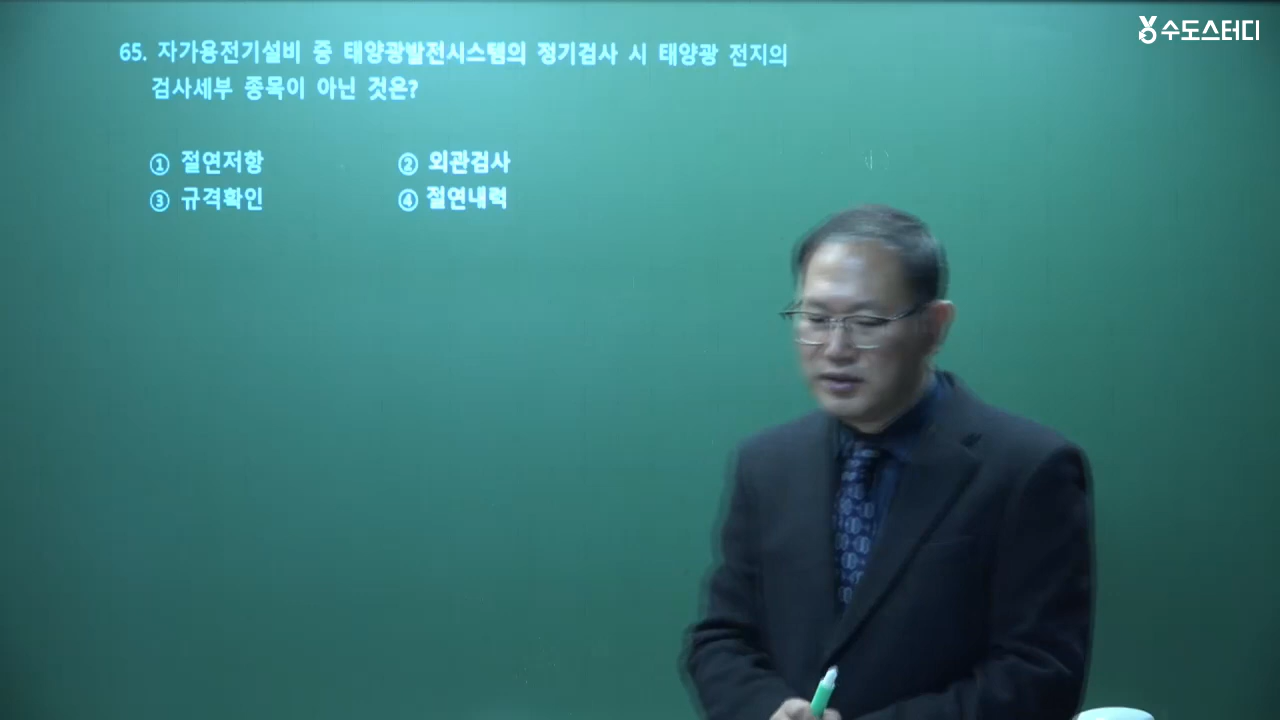 수도스터디
65. 자가용전기설비 중 태양광발전시스템의 정기검사 시 태양광 전지의
검사세부 종목이 아닌 것은?
① 절연저항 ② 외관검사
③ 규격확인 ④ 절연내력